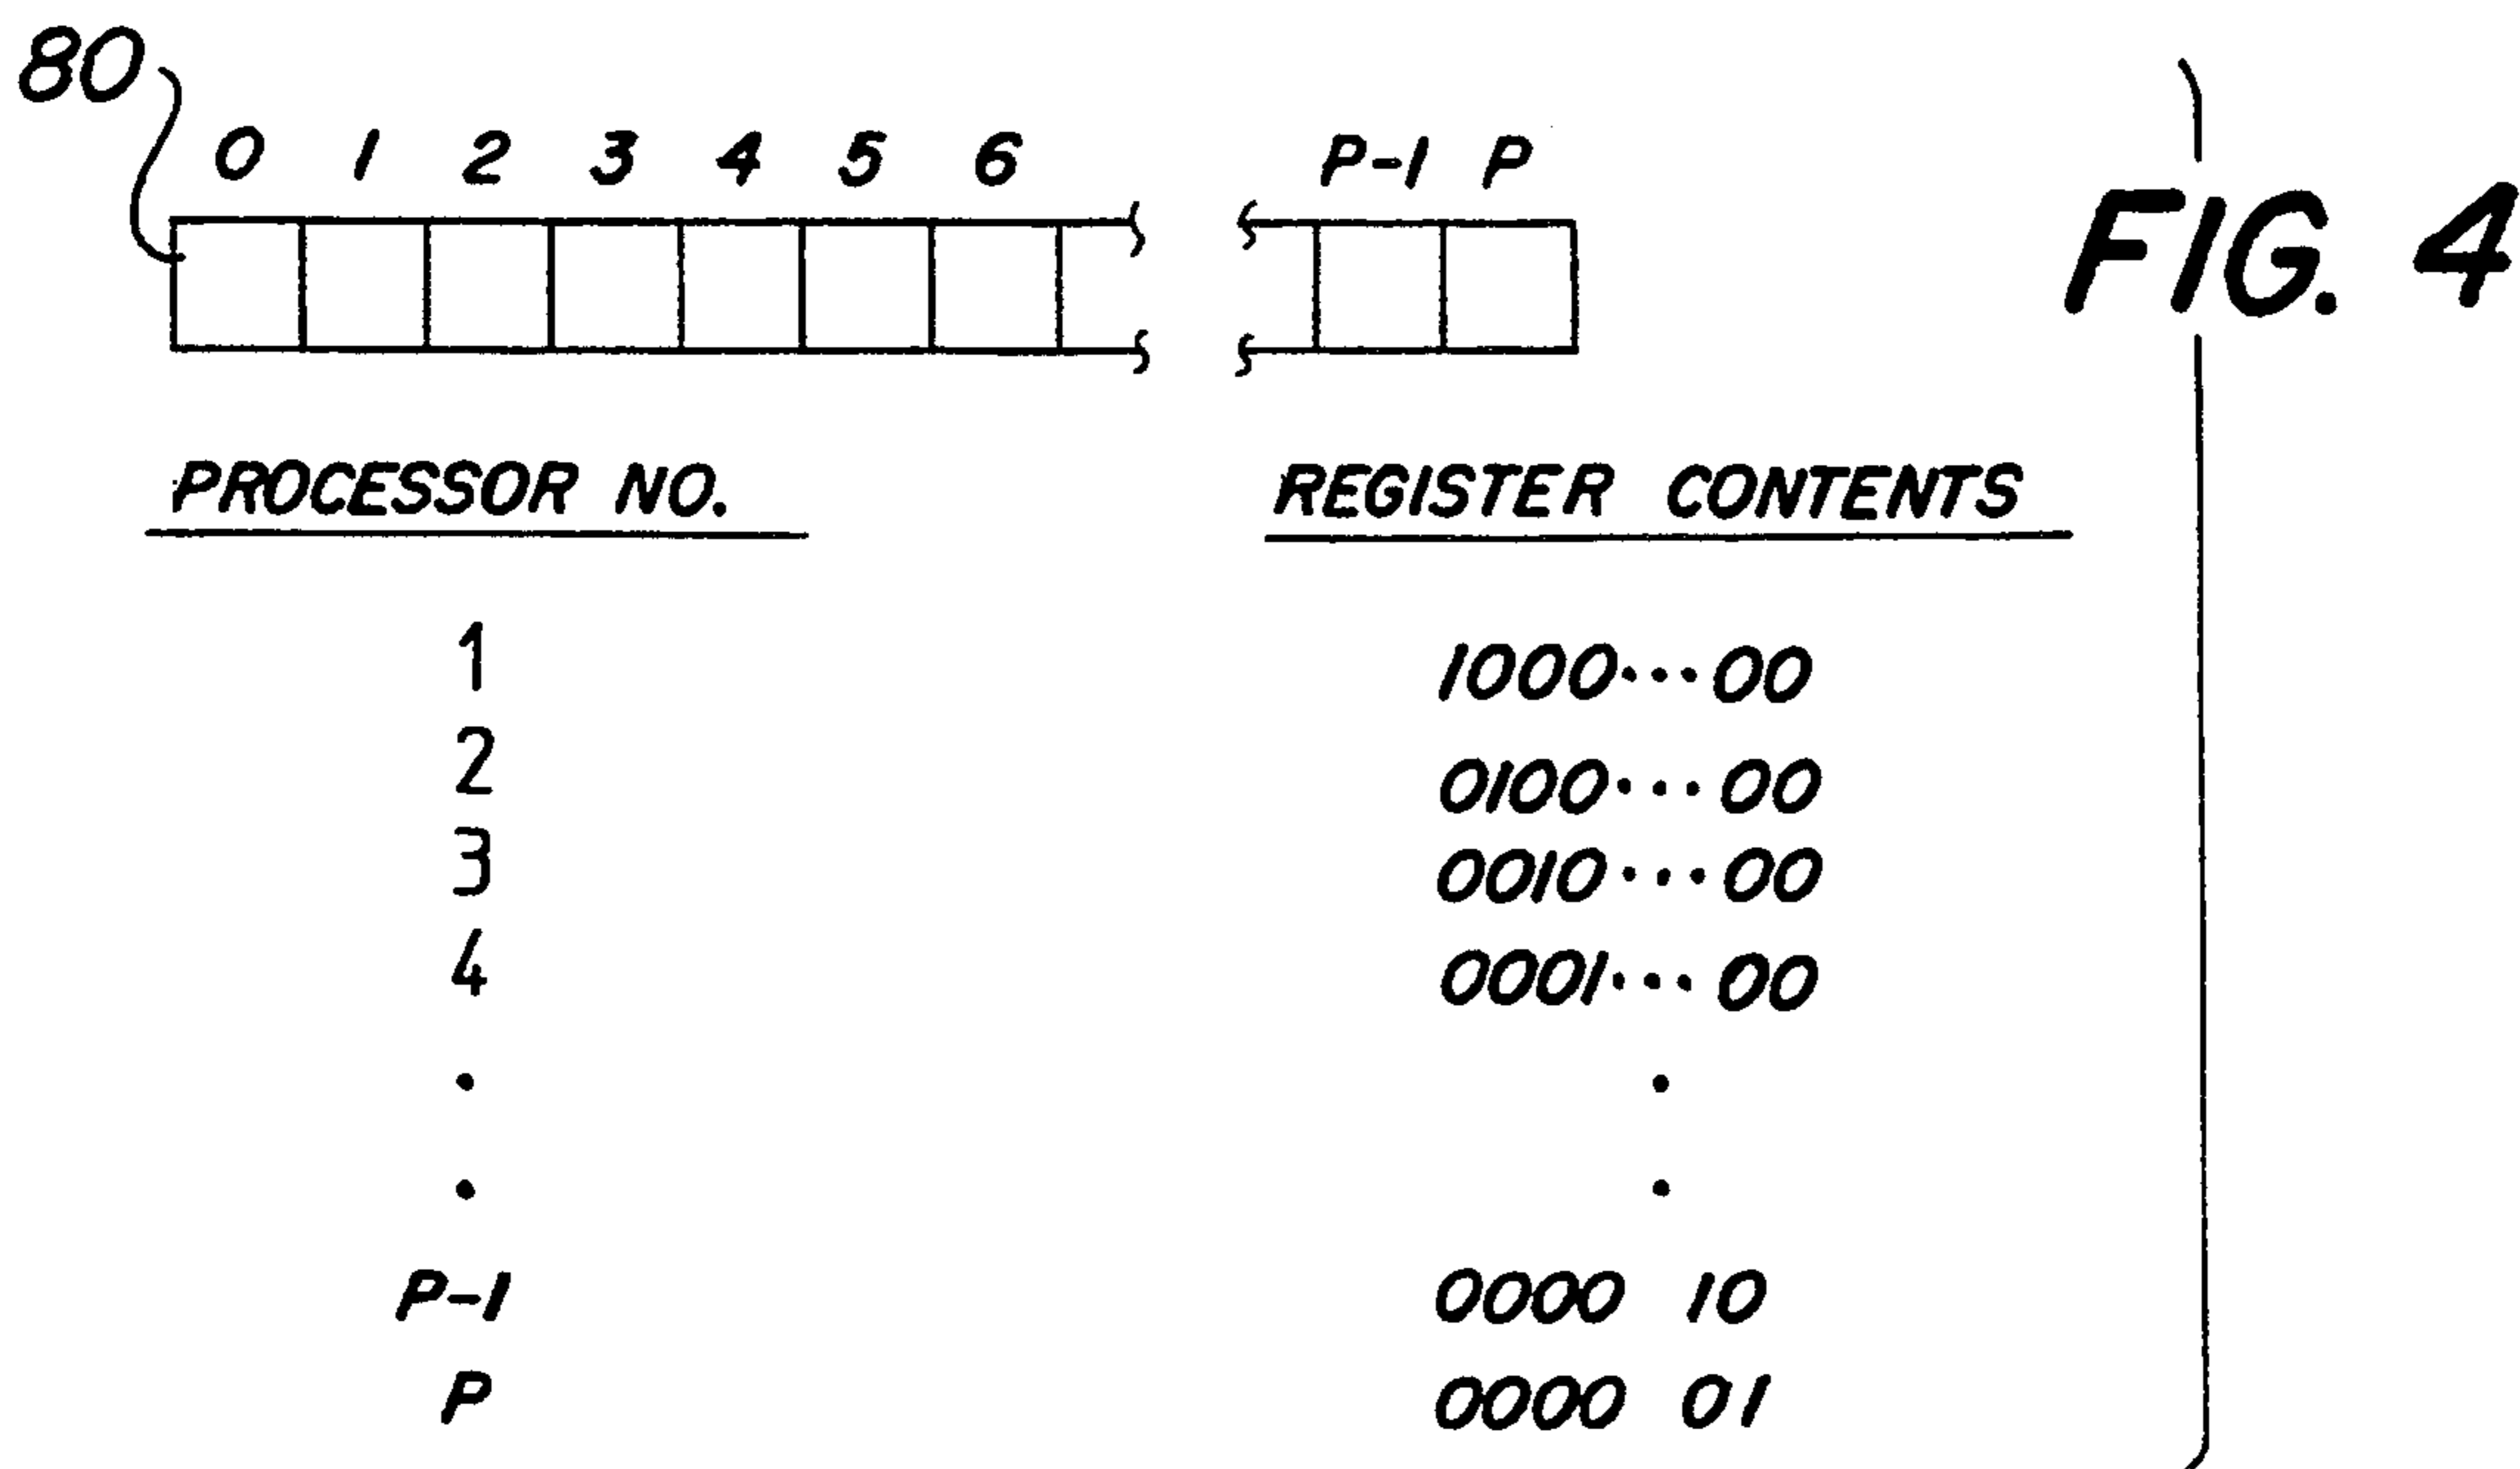 80
0 1 2 3 4 5 6 P-1 P
FIG. 4
PROCESSOR NO. REGISTER CONTENTS
1 1000...00
2 0100...00
3 0010...00
4 0001...00
. .
. .
P-1 0000 10
P 0000 01